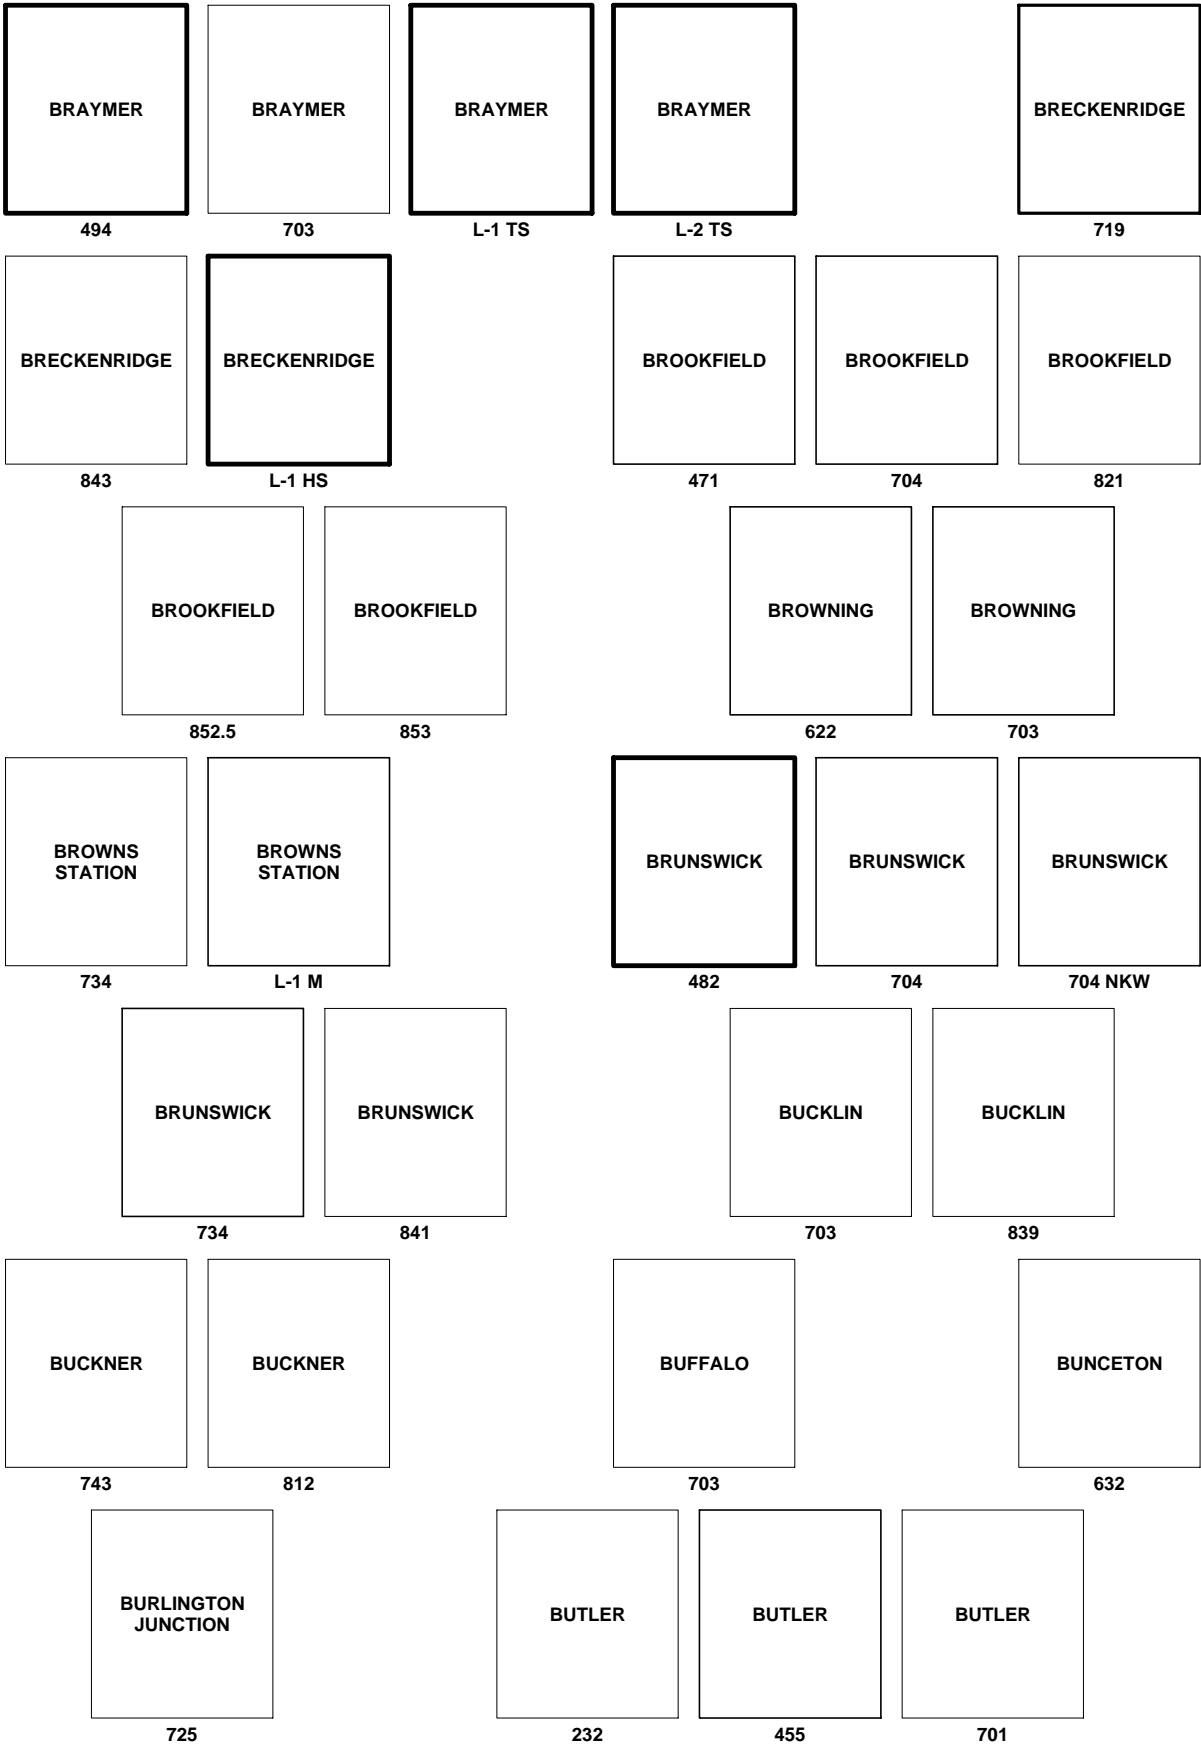 BRAYMER
BRAYMER
BRAYMER
BRAYMER
BRECKENRIDGE
494
703
L-1 TS
L-2 TS
719
BRECKENRIDGE
BRECKENRIDGE
BROOKFIELD
BROOKFIELD
BROOKFIELD
843
L-1 HS
471
704
821
BROOKFIELD
BROOKFIELD
BROWNING
BROWNING
852.5
853
622
703
BROWNS
STATION
BROWNS
STATION
BRUNSWICK
BRUNSWICK
BRUNSWICK
734
L-1 M
482
704
704 NKW
BRUNSWICK
BRUNSWICK
BUCKLIN
BUCKLIN
734
841
703
839
BUCKNER
BUCKNER
BUFFALO
BUNCETON
743
812
703
632
BURLINGTON
JUNCTION
BUTLER
BUTLER
BUTLER
725
232
455
701